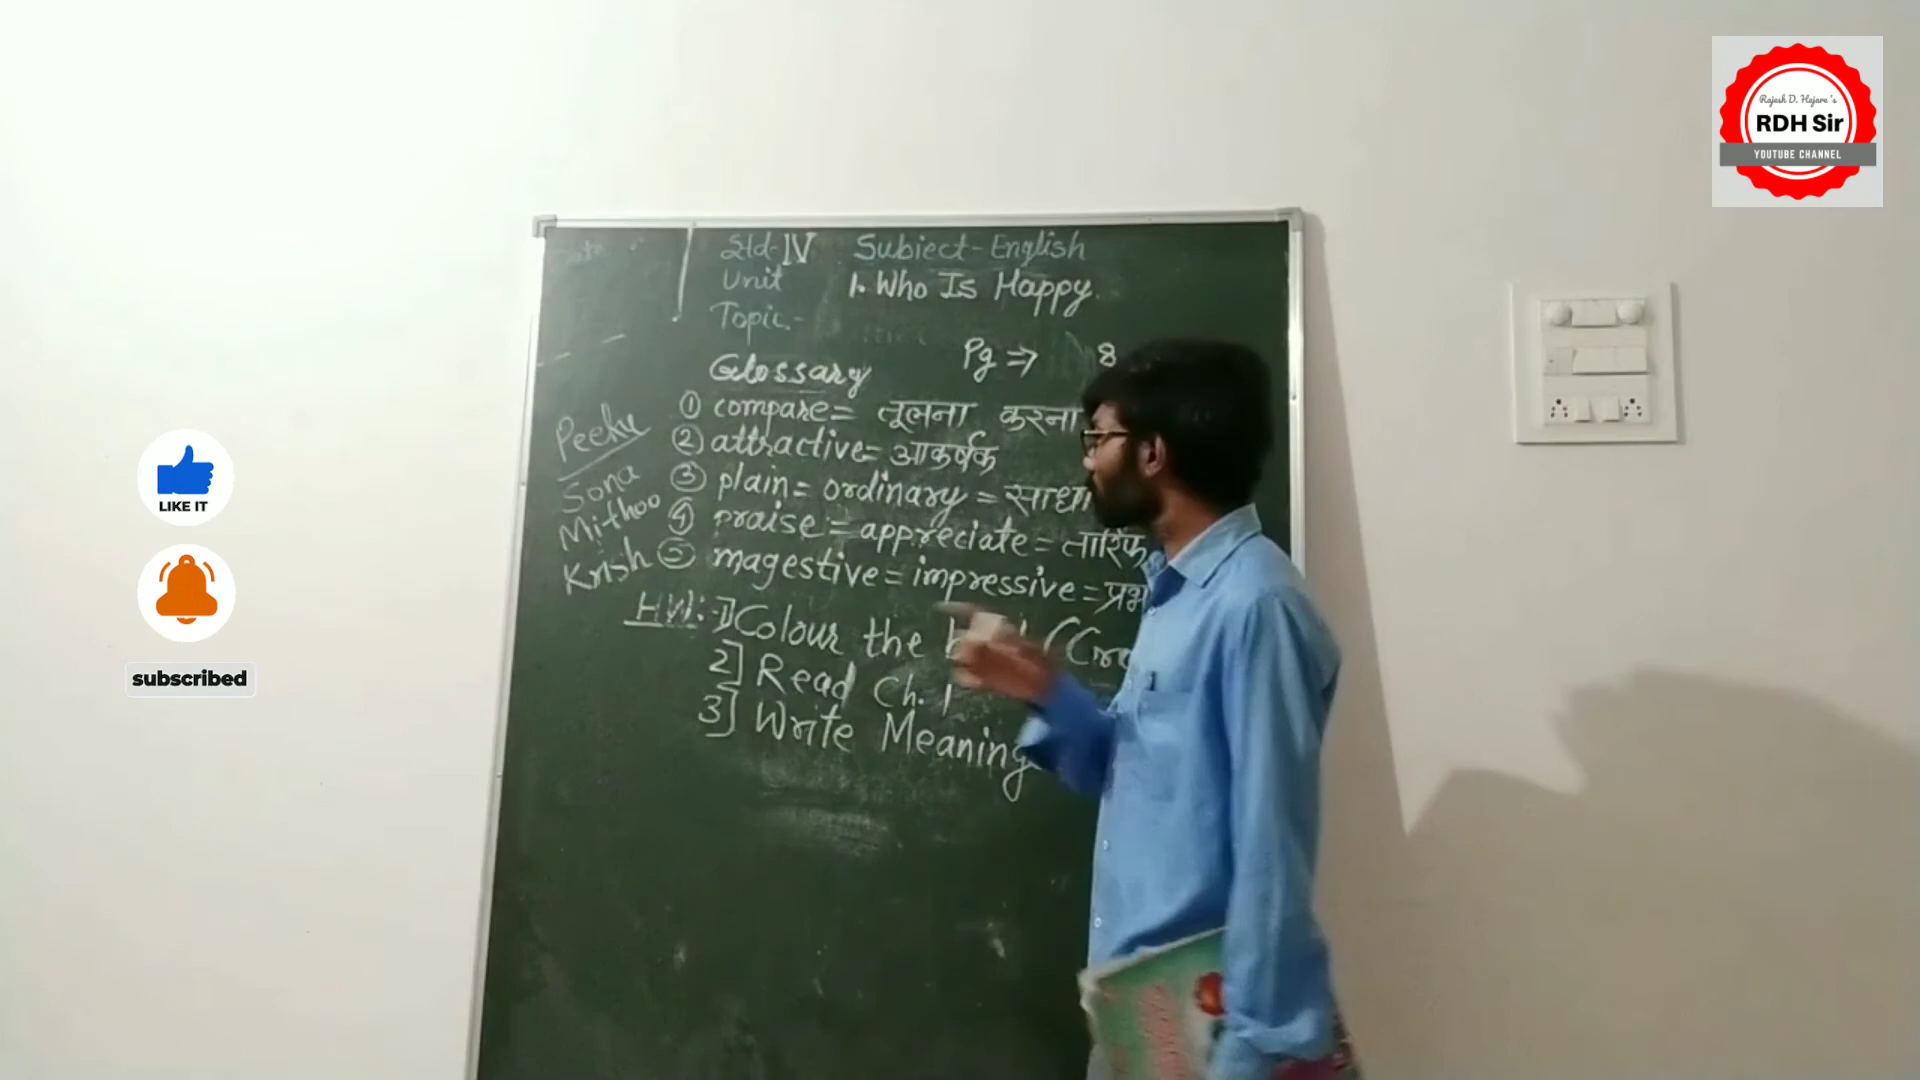 Rajesh D. Hajare's
RDH Sir
YOUTUBE CHANNEL
Std-IV Subject-English
Unit 1. Who Is Happy
Topic-
Pg ⇒ 8
Glossary
① compare = तूलना करना
② attractive = आकर्षक
③ plain = ordinary = साधा
④ praise = appreciate = तारिफ
⑤ magestive = impressive = प्रभ
Peeku
Sona
Mithoo
Krish
H.W:-1] Colour the
2] Read Ch. 1
3] Write Meaning
LIKE IT
subscribed